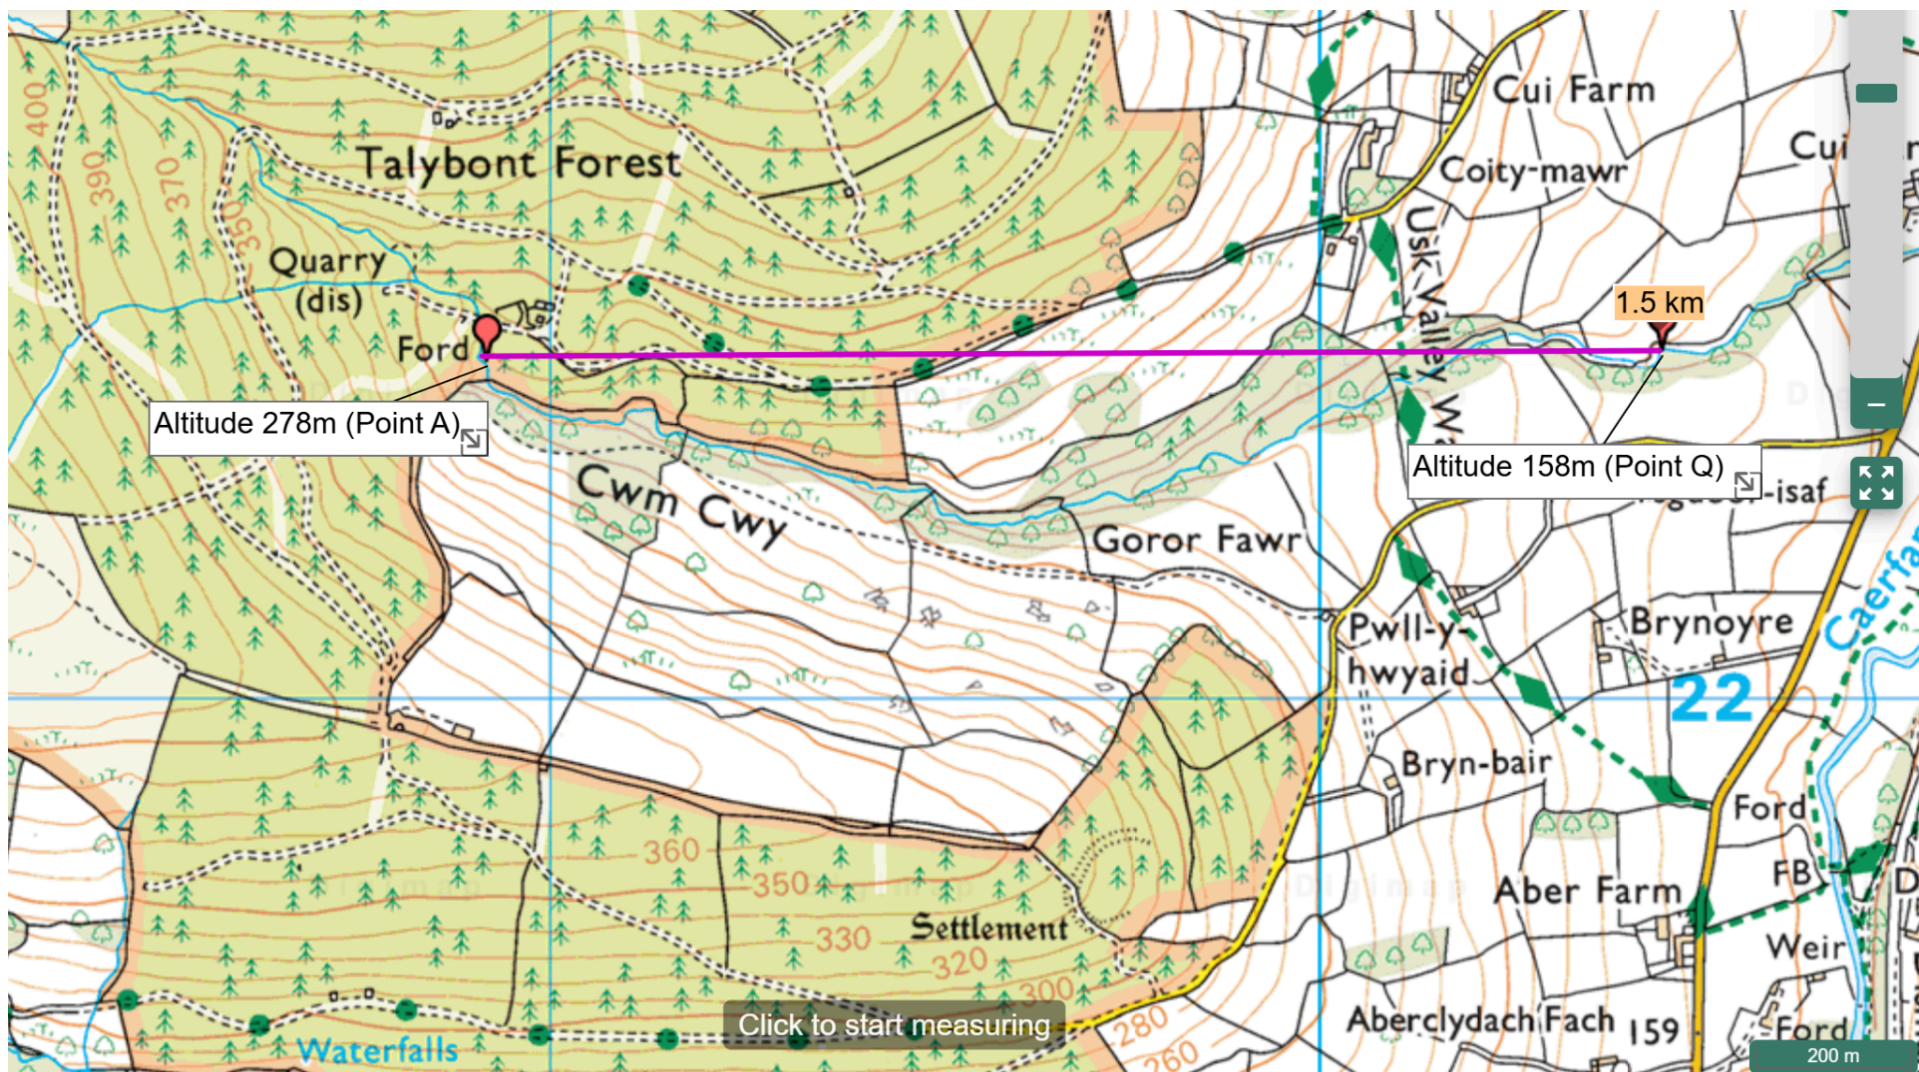 Cui Farm
400
Talybont Forest
Coity-mawr
390
370
350
Usk Valley
Quarry
(dis)
1.5 km
Ford
Altitude 278m (Point A)
Altitude 158m (Point Q)
-isaf
Cwm Cwy
Goror Fawr
Pwll-y-
hwyaid
Brynoyre
22
Bryn-bair
Ford
360
350
Digimap
Digimap
FB
Aber Farm
Settlement
330
320
Weir
300
Click to start measuring
280
260
Aberclydach Fach
159
Ford
Waterfalls
200 m